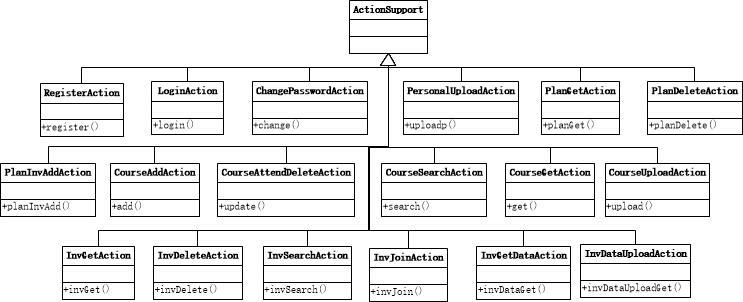 ActionSupport
RegisterAction
+register()
LoginAction
+login()
ChangePasswordAction
+change()
PersonalUploadAction
+uploadp()
PlanGetAction
+planGet()
PlanDeleteAction
+planDelete()
PlanInvAddAction
+planInvAdd()
CourseAddAction
+add()
CourseAttendDeleteAction
+update()
CourseSearchAction
+search()
CourseGetAction
+get()
CourseUploadAction
+upload()
InvGetAction
+invGet()
InvDeleteAction
+invDelete()
InvSearchAction
+invSearch()
InvJoinAction
+invJoin()
InvGetDataAction
+invDataGet()
InvDataUploadAction
+invDataUploadGet()